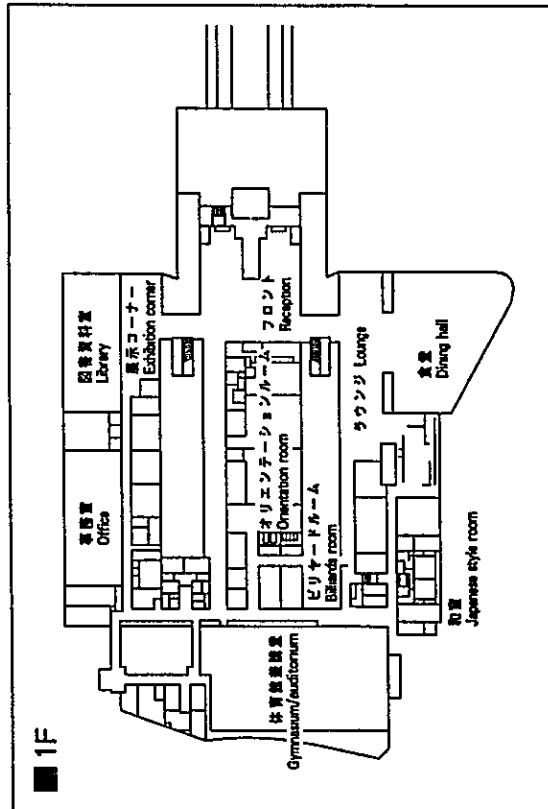 ■1F
図書資料室
Library
展示コーナー
Exhibition corner
フロント
Reception
事務室
Office
オリエンテーションルーム
Orientation room
ラウンジ Lounge
食堂
Dining hall
ビリヤードルーム
Billiards room
和室
Japanese style room
体育館兼講堂
Gymnasium/auditorium